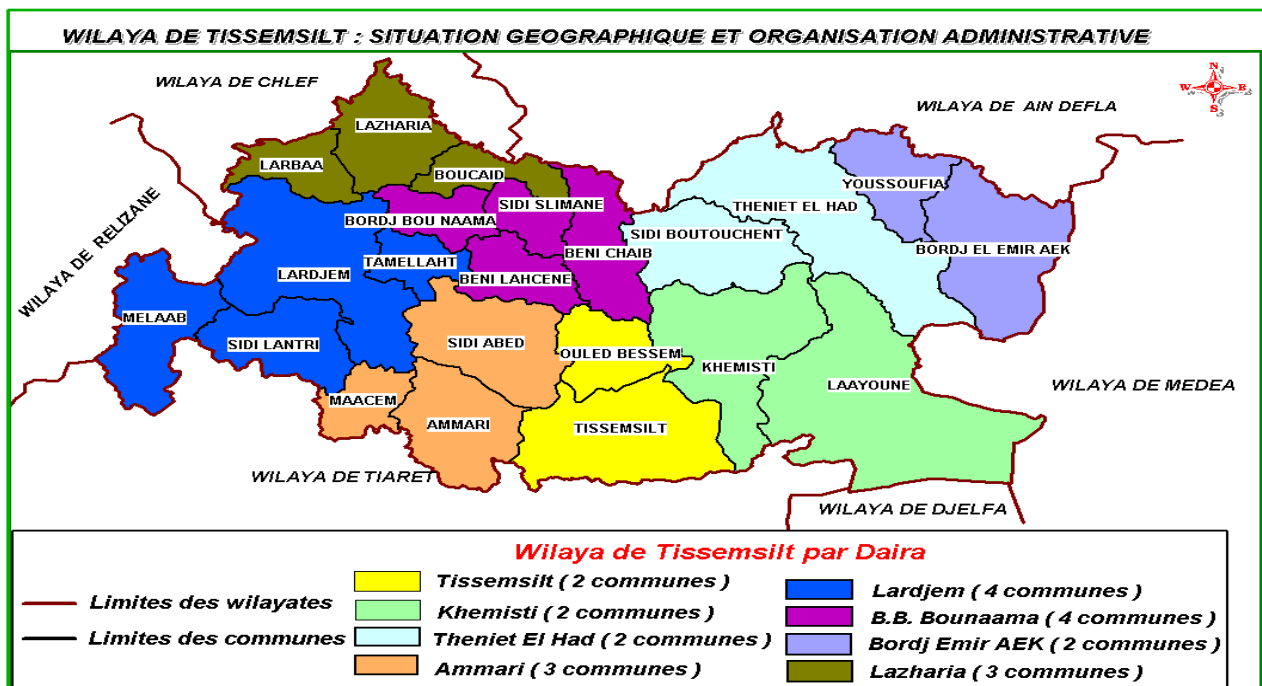 WILAYA DE TISSEMSILT : SITUATION GEOGRAPHIQUE ET ORGANISATION ADMINISTRATIVE
WILAYA DE CHLEF
N
W E
S
WILAYA DE AIN DEFLA
LAZHARIA
LARBAA
BOUCAID
YOUSSOUFIA
SIDI SLIMANE
THENIET EL HAD
BORDJ BOU NAAMA
SIDI BOUTOUCHENT
WILAYA DE RELIZANE
BENI CHAIB
BORDJ EL EMIR AEK
TAMELLAHT
LARDJEM
BENI LAHCENE
MELAAB
SIDI LANTRI
SIDI ABED
OULED BESSEM
KHEMISTI
LAAYOUNE
WILAYA DE MEDEA
MAACEM
AMMARI
TISSEMSILT
WILAYA DE TIARET
WILAYA DE DJELFA
Wilaya de Tissemsilt par Daira
Limites des wilayates
Limites des communes
Tissemsilt ( 2 communes )
Khemisti ( 2 communes )
Theniet El Had ( 2 communes )
Ammari ( 3 communes )
Lardjem ( 4 communes )
B.B. Bounaama ( 4 communes )
Bordj Emir AEK ( 2 communes )
Lazharia ( 3 communes )